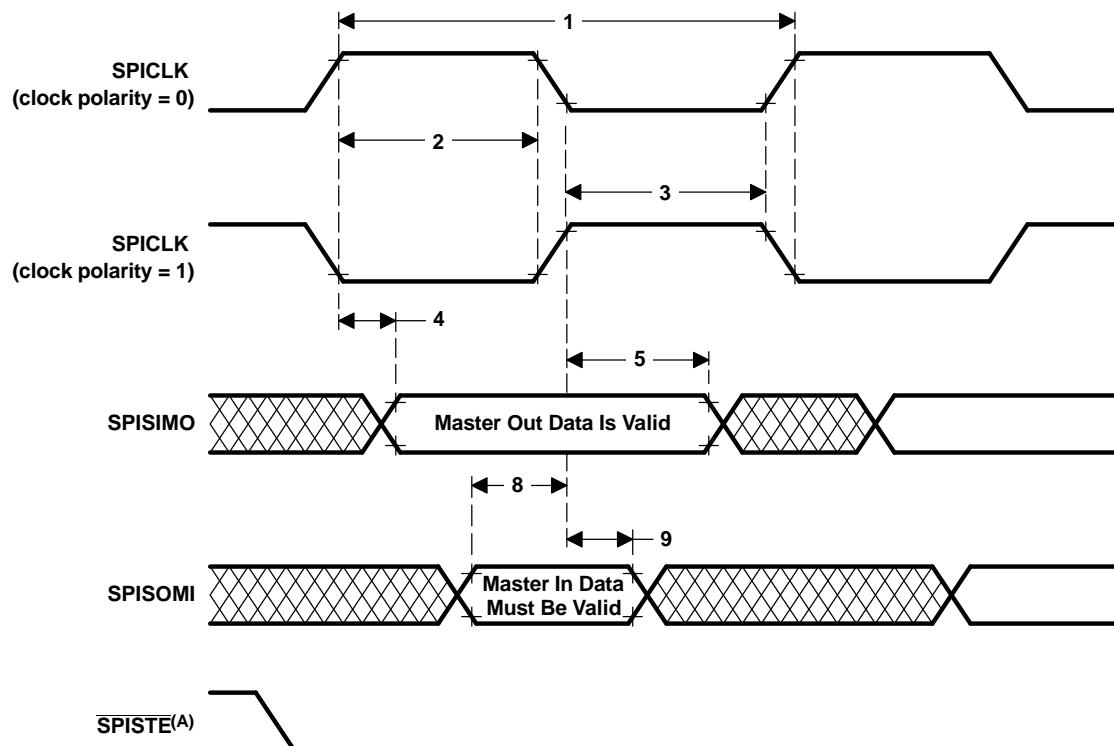 1
SPICLK
(clock polarity = 0)
2
3
SPICLK
(clock polarity = 1)
4
5
SPISIMO
Master Out Data Is Valid
8
9
SPISOMI
Master In Data
Must Be Valid
SPISTE(A)